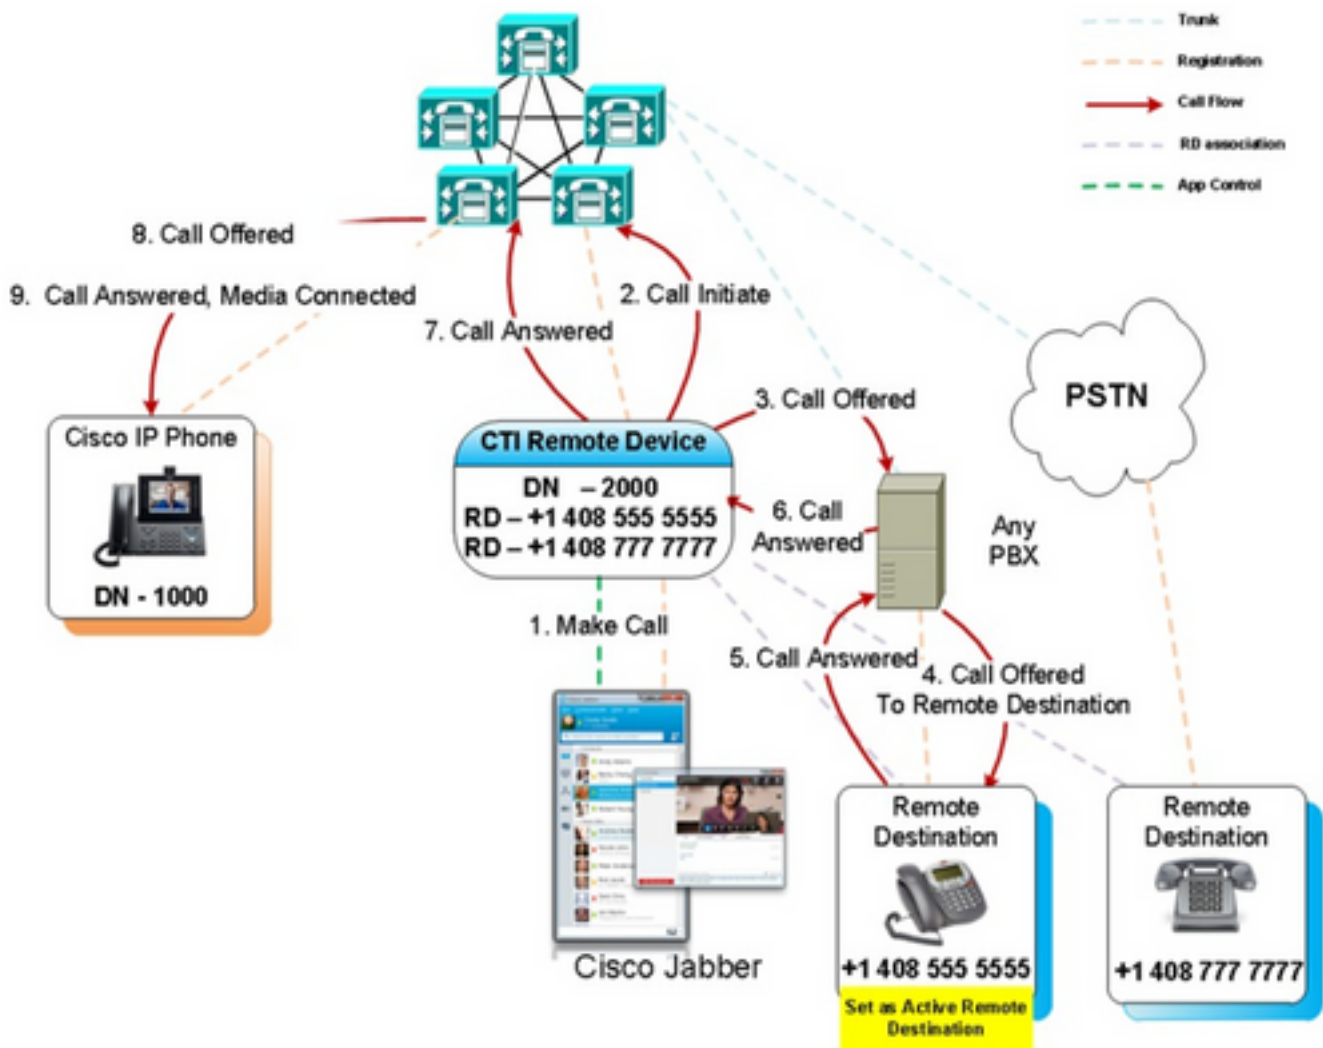 Trunk
Registration
Call Flow
RD association
App Control
8. Call Offered
9. Call Answered, Media Connected
2. Call Initiate
7. Call Answered
3. Call Offered
PSTN
Cisco IP Phone
DN - 1000
CTI Remote Device
DN – 2000
RD – +1 408 555 5555
RD – +1 408 777 7777
6. Call
Answered
Any
PBX
1. Make Call
5. Call Answered
4. Call Offered
To Remote Destination
Cisco Jabber
Remote
Destination
+1 408 555 5555
Set as Active Remote
Destination
Remote
Destination
+1 408 777 7777